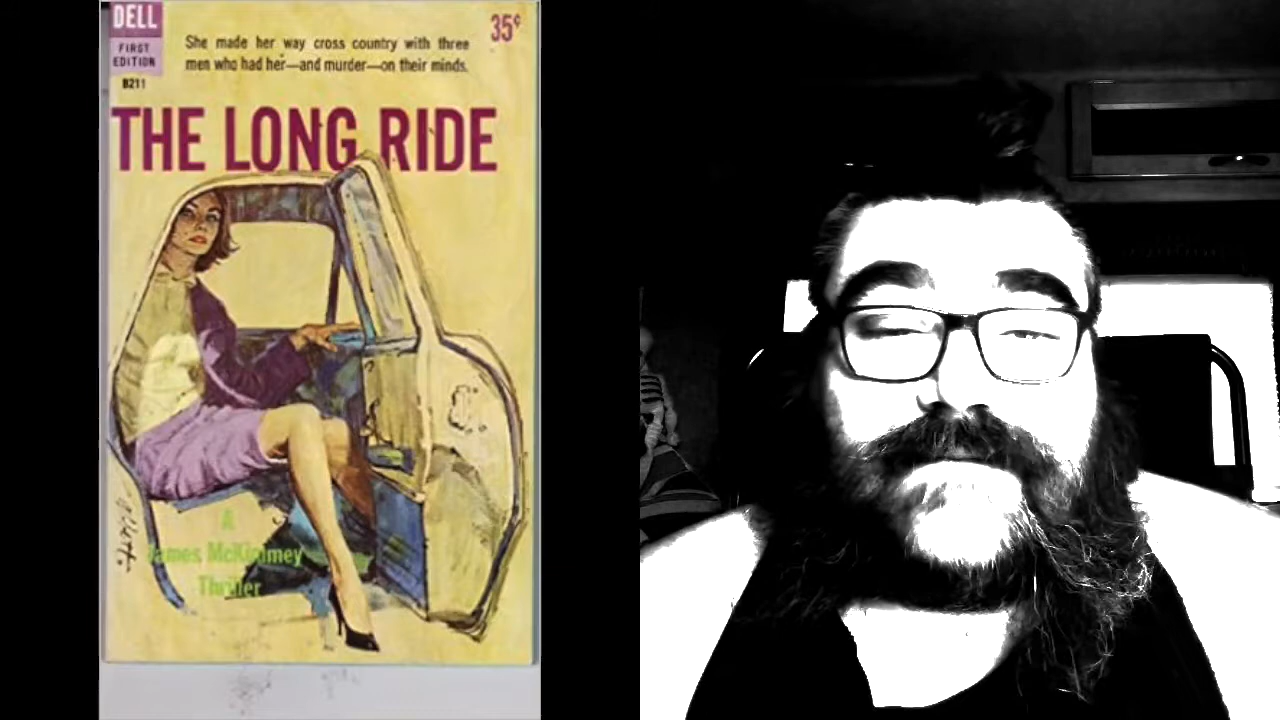 DELL
FIRST
EDITION
B211
35¢
She made her way cross country with three
men who had her—and murder—on their minds.
THE LONG RIDE
A
James McKimmey
Thriller